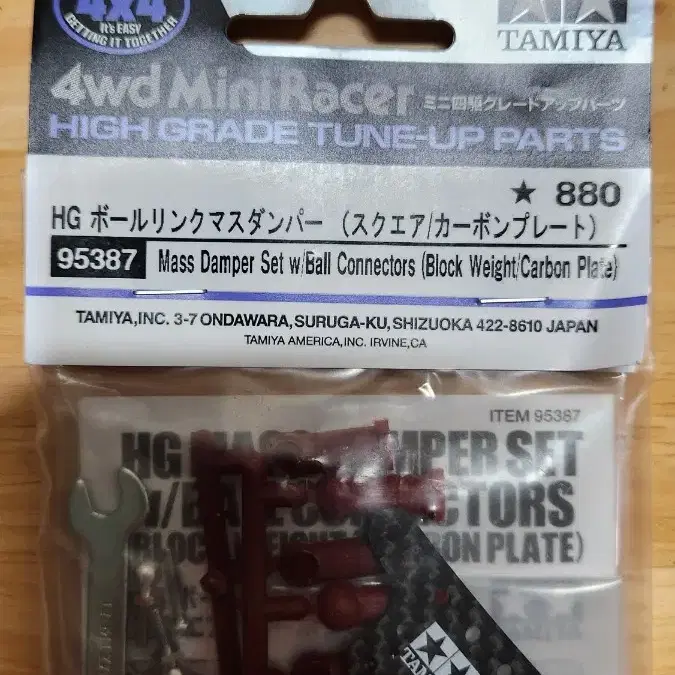 4x4
It's EASY
GETTING IT TOGETHER
TAMIYA
4wd Mini Racer ミニ四駆グレードアップパーツ
HIGH GRADE TUNE-UP PARTS
★ 880
HG ボールリンクマスダンパー (スクエア/カーボンプレート)
95387 Mass Damper Set w/Ball Connectors (Block Weight/Carbon Plate)
TAMIYA,INC. 3-7 ONDAWARA,SURUGA-KU,SHIZUOKA 422-8610 JAPAN
TAMIYA AMERICA,INC. IRVINE,CA
ITEM 95387
HG MASS DAMPER SET
w/BALL CONNECTORS
(BLOCK WEIGHT/CARBON PLATE)
TAMIYA